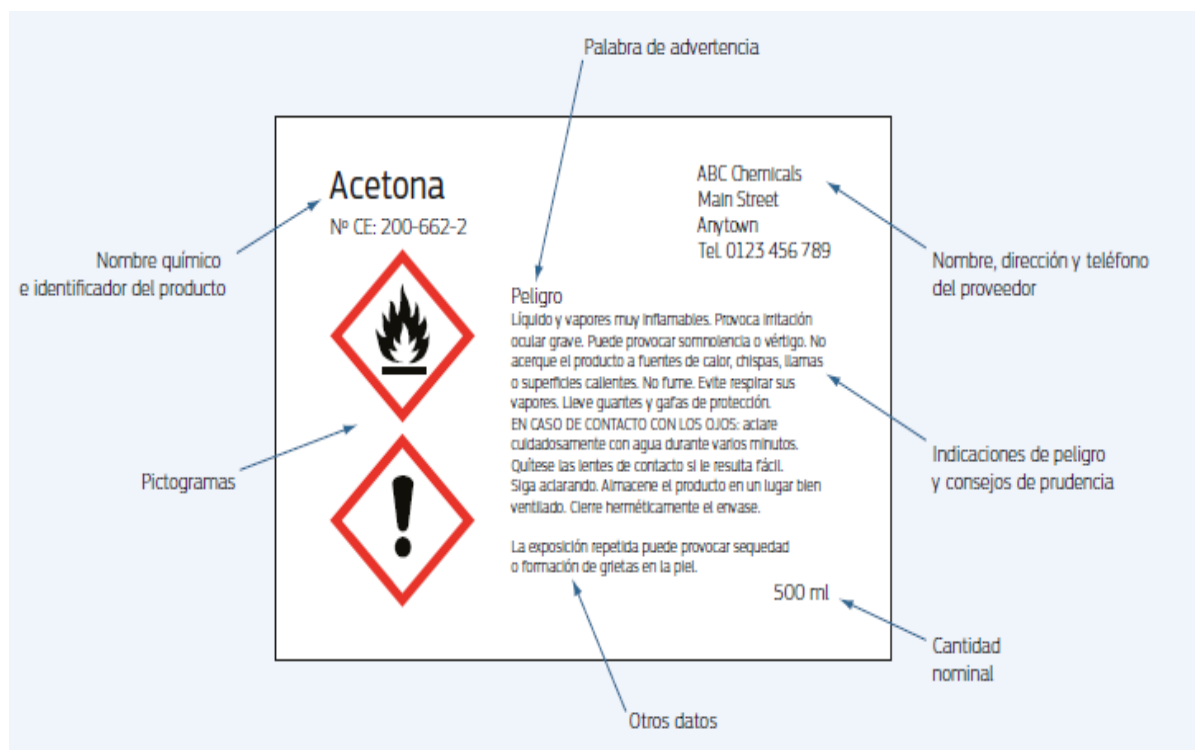 Palabra de advertencia
Acetona
Nº CE: 200-662-2
ABC Chemicals
Main Street
Anytown
Tel. 0123 456 789
Nombre químico
e identificador del producto
Nombre, dirección y teléfono
del proveedor
Peligro
Líquido y vapores muy inflamables. Provoca irritación
ocular grave. Puede provocar somnolencia o vértigo. No
acerque el producto a fuentes de calor, chispas, llamas
o superficies calientes. No fume. Evite respirar sus
vapores. Lleve guantes y gafas de protección.
EN CASO DE CONTACTO CON LOS OJOS: aclare
cuidadosamente con agua durante varios minutos.
Quítese las lentes de contacto si le resulta fácil.
Siga aclarando. Almacene el producto en un lugar bien
ventilado. Cierre herméticamente el envase.
Indicaciones de peligro
y consejos de prudencia
Pictogramas
La exposición repetida puede provocar sequedad
o formación de grietas en la piel.
500 ml
Cantidad
nominal
Otros datos